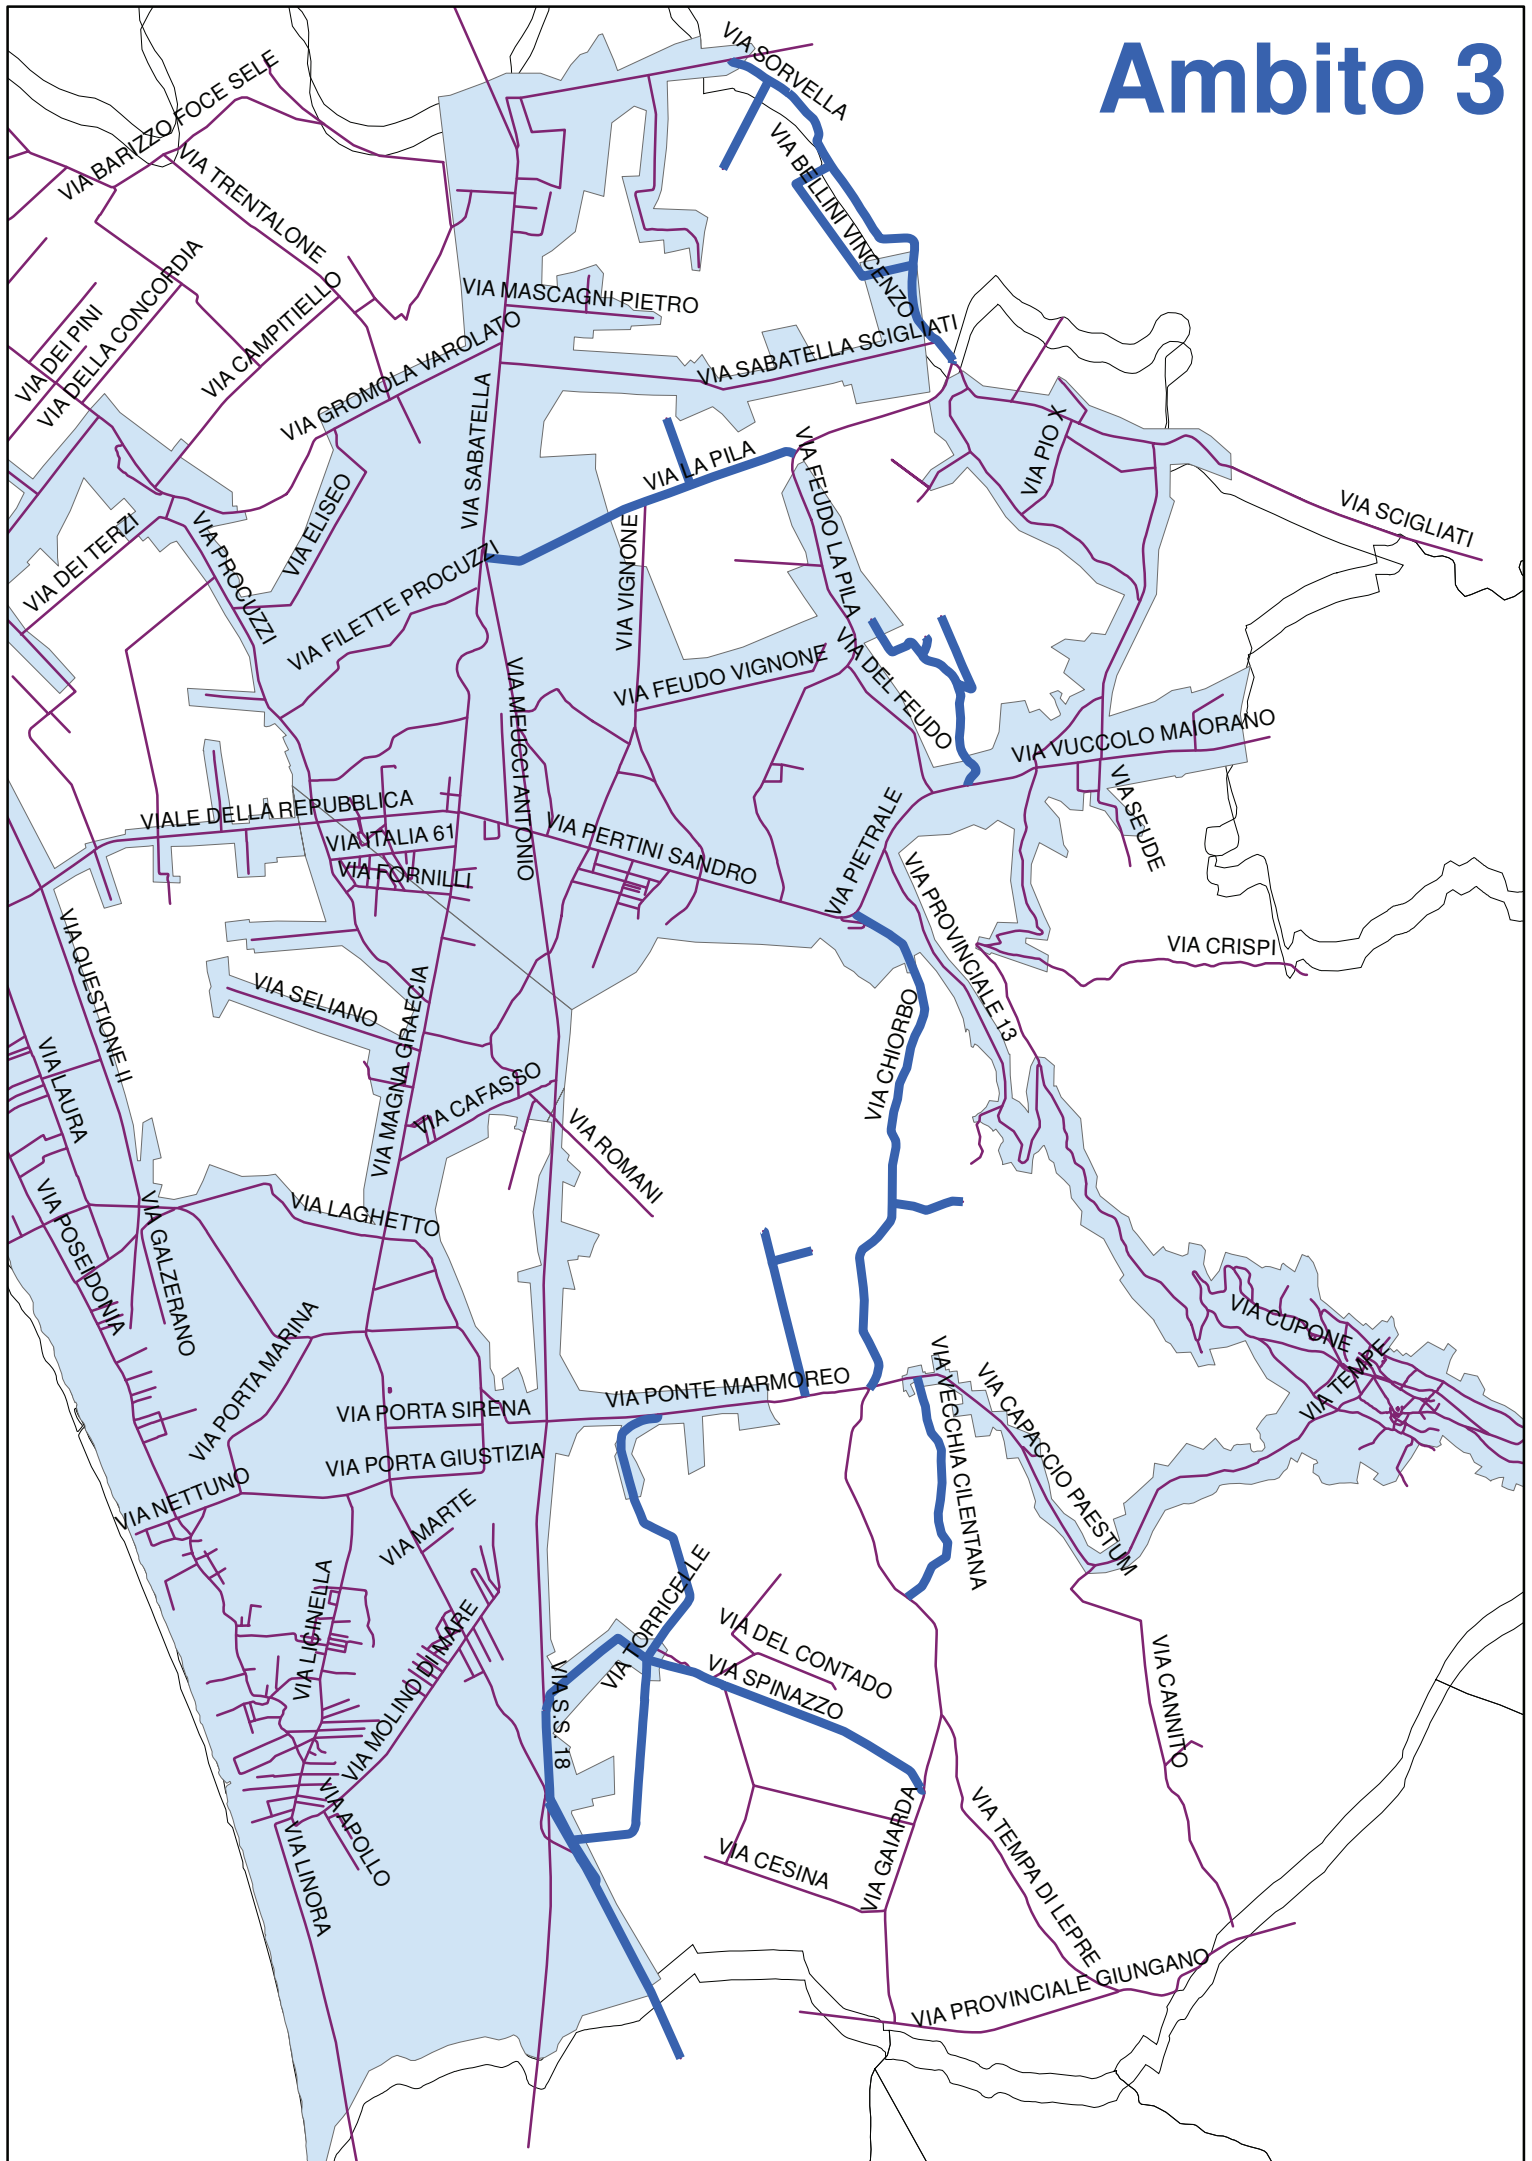 Ambito 3
VIA SORVELLA
VIA BARIZZO FOCE SELE
VIA TRENTALONE
VIA BELLINI VINCENZO
VIA DELLA CONCORDIA
VIA DEI PINI
VIA CAMPITIELLO
VIA MASCAGNI PIETRO
VIA GROMOLA VAROLATO
VIA SABATELLA SCIGLIATI
VIA SABATELLA
VIA PIO X
VIA LA PILA
VIA FEUDO LA PILA
VIA SCIGLIATI
VIA ELISEO
VIA DEI TERZI
VIA PROCUZZI
VIA FILETTE PROCUZZI
VIA VIGNONE
VIA FEUDO VIGNONE
VIA DEL FEUDO
VIA MEUCCI ANTONIO
VIA VUCCOLO MAIORANO
VIA SEUDE
VIALE DELLA REPUBBLICA
VIA ITALIA 61
VIA FORNILLI
VIA PERTINI SANDRO
VIA PIETRALE
VIA PROVINCIALE 13
VIA CRISPI
VIA QUESTIONE II
VIA SELIANO
VIA MAGNA GRAECIA
VIA CHIORBO
VIA LAURA
VIA CAFASSO
VIA ROMANI
VIA POSEIDONIA
VIA GALZERANO
VIA LAGHETTO
VIA PORTA MARINA
VIA CUPONE
VIA TEMPE
VIA PONTE MARMOREO
VIA VECCHIA CILENTANA
VIA CAPACCIO PAESTUM
VIA PORTA SIRENA
VIA PORTA GIUSTIZIA
VIA NETTUNO
VIA MARTE
VIA LICINELLA
VIA MOLINO DI MARE
VIA TORRICELLE
VIA DEL CONTADO
VIA SPINAZZO
VIA S.S. 18
VIA CANNITO
VIA APOLLO
VIA LINORA
VIA CESINA
VIA GAIARDA
VIA TEMPA DI LEPRE
VIA PROVINCIALE GIUNGANO